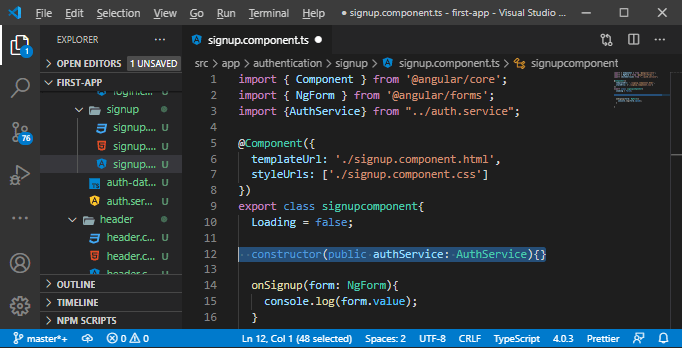 File Edit Selection View Go Run Terminal Help ● signup.component.ts - first-app - Visual Studio ...
EXPLORER
OPEN EDITORS 1 UNSAVED
FIRST-APP
signup
signup.... U
signup.... U
signup.... U
auth-dat... U
auth.ser... U
header
header.c... U
header.c... U
OUTLINE
TIMELINE
NPM SCRIPTS
1
76
signup.component.ts ●
src > app > authentication > signup > signup.component.ts > signupcomponent
1 import { Component } from '@angular/core';
2 import { NgForm } from '@angular/forms';
3 import {AuthService} from "../auth.service";
4
5 @Component({
6 templateUrl: './signup.component.html',
7 styleUrls: ['./signup.component.css']
8 })
9 export class signupcomponent{
10 Loading = false;
11
12 constructor(public authService: AuthService){}
13
14 onSignup(form: NgForm){
15 console.log(form.value);
16 }
master*+ 0 0 Ln 12, Col 1 (48 selected) Spaces: 2 UTF-8 CRLF TypeScript 4.0.3 Prettier